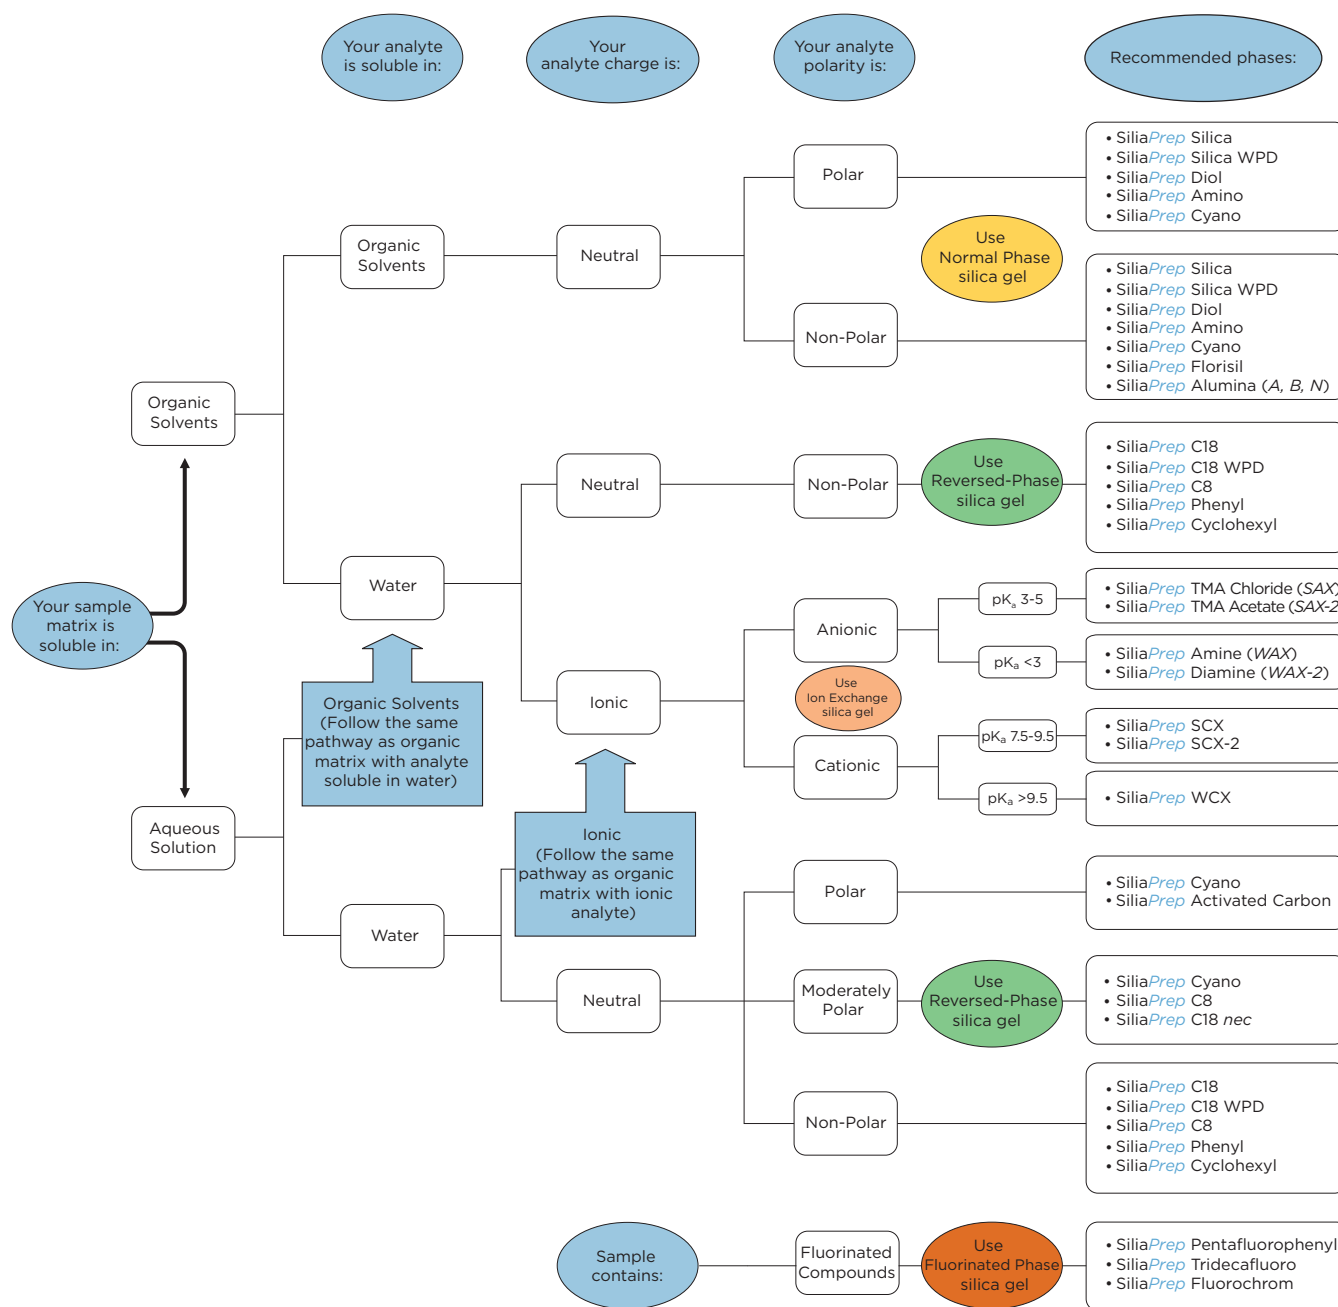 Your analyte
is soluble in:
Your
analyte charge is:
Your analyte
polarity is:
Recommended phases:
Polar
• SiliaPrep Silica
• SiliaPrep Silica WPD
• SiliaPrep Diol
• SiliaPrep Amino
• SiliaPrep Cyano
Organic
Solvents
Neutral
Use
Normal Phase
silica gel
Non-Polar
• SiliaPrep Silica
• SiliaPrep Silica WPD
• SiliaPrep Diol
• SiliaPrep Amino
• SiliaPrep Cyano
• SiliaPrep Florisil
• SiliaPrep Alumina (A, B, N)
Organic
Solvents
Neutral
Non-Polar
Use
Reversed-Phase
silica gel
• SiliaPrep C18
• SiliaPrep C18 WPD
• SiliaPrep C8
• SiliaPrep Phenyl
• SiliaPrep Cyclohexyl
Water
Your sample
matrix is
soluble in:
Anionic
pKa 3-5
• SiliaPrep TMA Chloride (SAX)
• SiliaPrep TMA Acetate (SAX-2
pKa <3
• SiliaPrep Amine (WAX)
• SiliaPrep Diamine (WAX-2)
Organic Solvents
(Follow the same
pathway as organic
matrix with analyte
soluble in water)
Ionic
Use
Ion Exchange
silica gel
Cationic
pKa 7.5-9.5
• SiliaPrep SCX
• SiliaPrep SCX-2
pKa >9.5
• SiliaPrep WCX
Aqueous
Solution
Ionic
(Follow the same
pathway as organic
matrix with ionic
analyte)
Water
Polar
• SiliaPrep Cyano
• SiliaPrep Activated Carbon
Neutral
Moderately
Polar
Use
Reversed-Phase
silica gel
• SiliaPrep Cyano
• SiliaPrep C8
• SiliaPrep C18 nec
Non-Polar
• SiliaPrep C18
• SiliaPrep C18 WPD
• SiliaPrep C8
• SiliaPrep Phenyl
• SiliaPrep Cyclohexyl
Sample
contains:
Fluorinated
Compounds
Use
Fluorinated Phase
silica gel
• SiliaPrep Pentafluorophenyl
• SiliaPrep Tridecafluoro
• SiliaPrep Fluorochrom